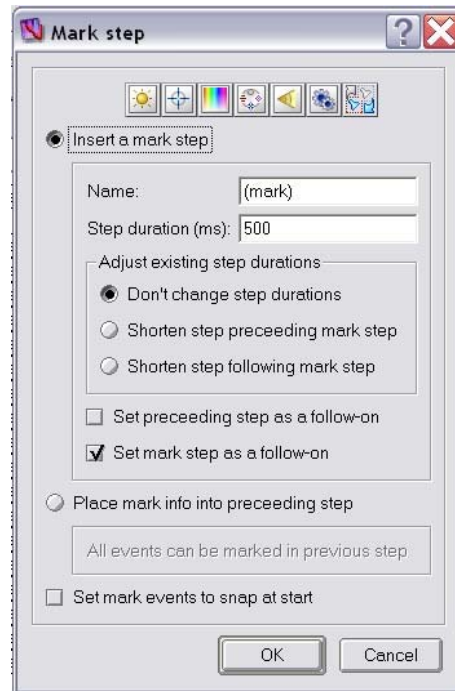 Mark step
Insert a mark step
Name: (mark)
Step duration (ms): 500
Adjust existing step durations
Don't change step durations
Shorten step preceeding mark step
Shorten step following mark step
Set preceeding step as a follow-on
Set mark step as a follow-on
Place mark info into preceeding step
All events can be marked in previous step
Set mark events to snap at start
OK Cancel